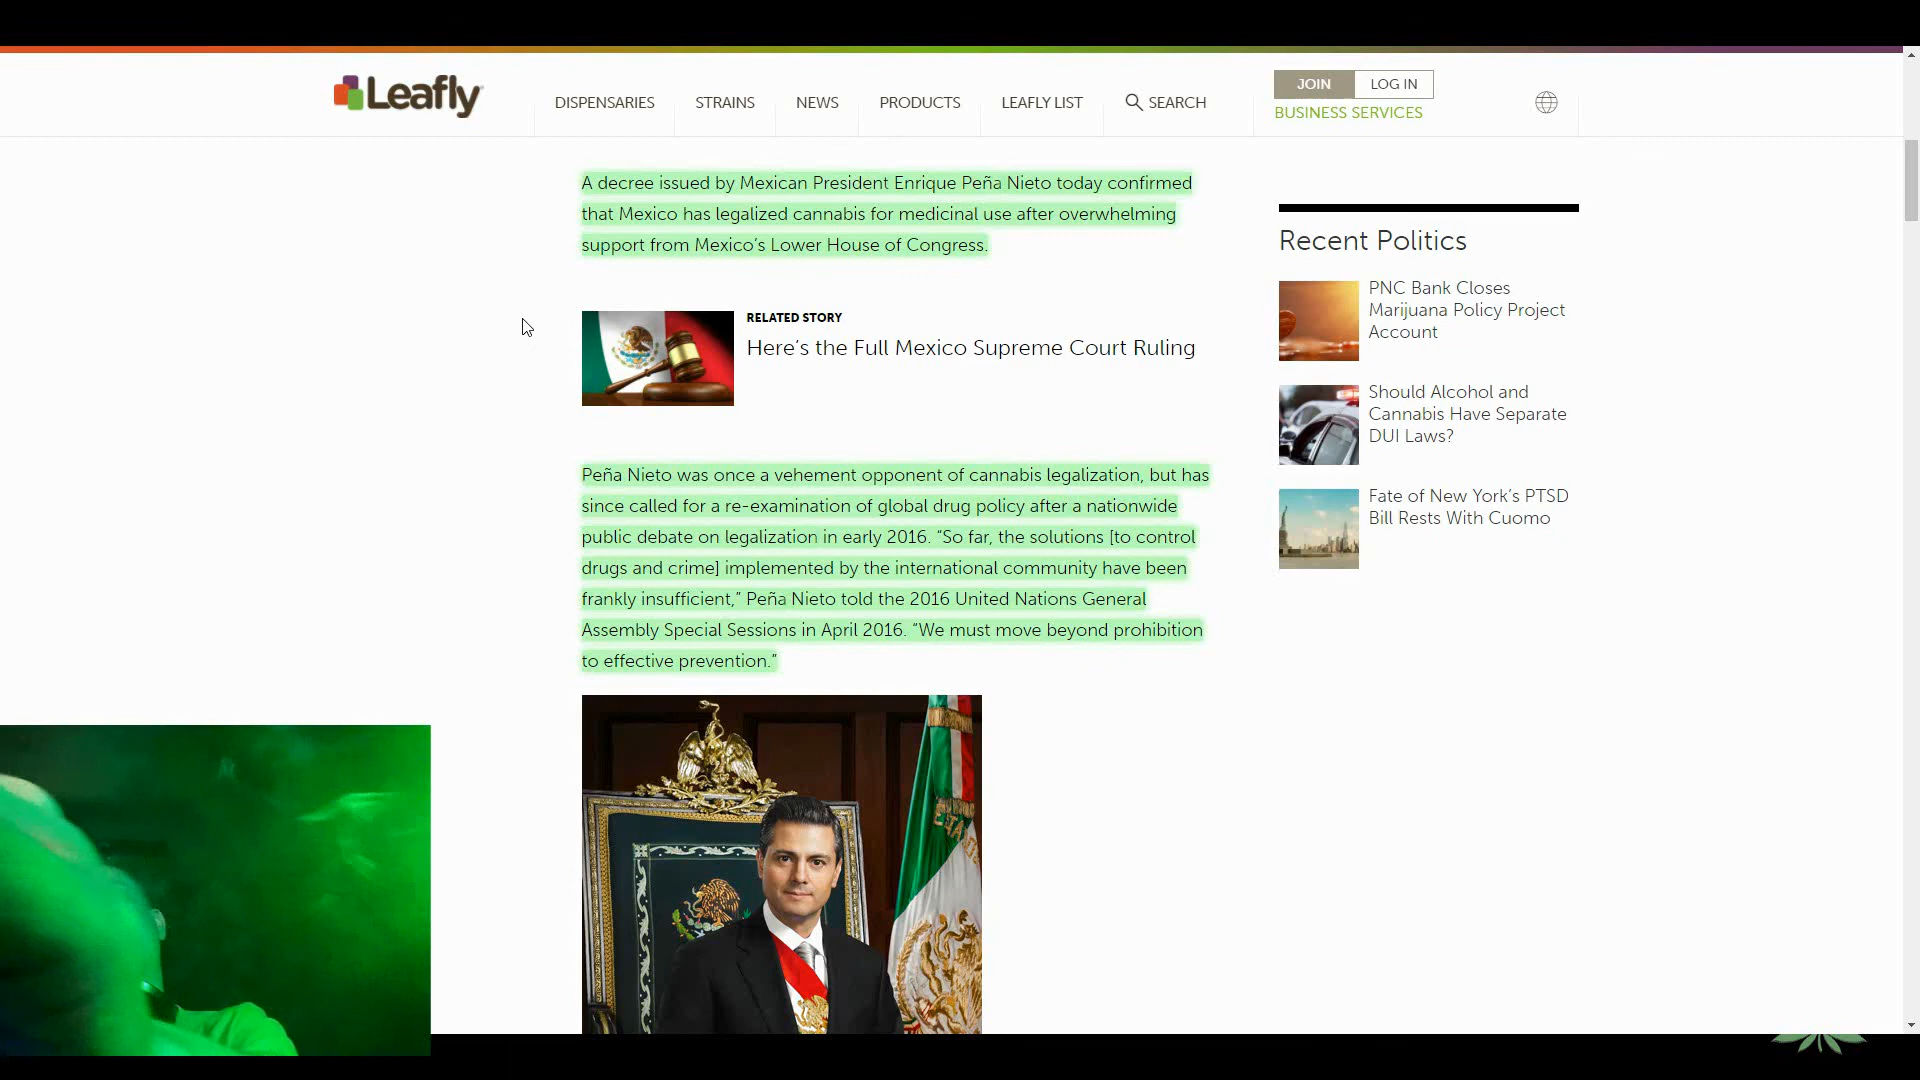 Leafly
DISPENSARIES
STRAINS
NEWS
PRODUCTS
LEAFLY LIST
SEARCH
JOIN
LOG IN
BUSINESS SERVICES
A decree issued by Mexican President Enrique Peña Nieto today confirmed
that Mexico has legalized cannabis for medicinal use after overwhelming
support from Mexico’s Lower House of Congress.
RELATED STORY
Here’s the Full Mexico Supreme Court Ruling
Peña Nieto was once a vehement opponent of cannabis legalization, but has
since called for a re-examination of global drug policy after a nationwide
public debate on legalization in early 2016. “So far, the solutions [to control
drugs and crime] implemented by the international community have been
frankly insufficient,” Peña Nieto told the 2016 United Nations General
Assembly Special Sessions in April 2016. “We must move beyond prohibition
to effective prevention.”
Recent Politics
PNC Bank Closes
Marijuana Policy Project
Account
Should Alcohol and
Cannabis Have Separate
DUI Laws?
Fate of New York’s PTSD
Bill Rests With Cuomo